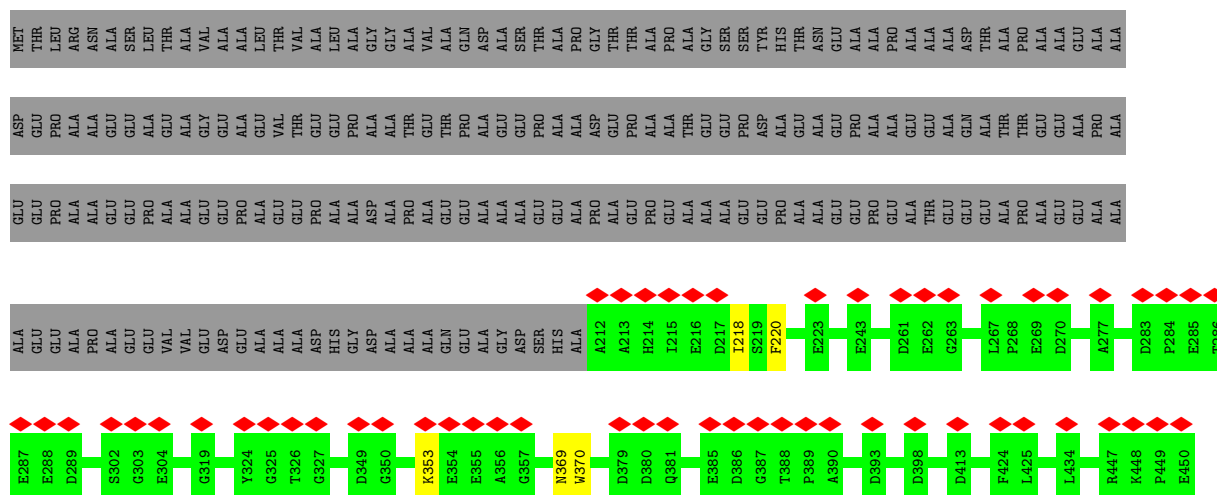 MET THR LEU ARG ASN ALA SER LEU THR ALA VAL ALA ALA LEU THR VAL ALA LEU ALA GLY GLY ALA VAL ALA GLN ASP ALA SER THR ALA PRO GLY THR THR ALA PRO ALA GLY SER SER TYR HIS THR ASN GLU ALA ALA PRO ALA ALA ALA ASP THR ALA PRO ALA ALA GLU ALA ALA
ASP GLU PRO ALA ALA GLU GLU ALA GLU ALA GLY GLU ALA GLU VAL THR GLU GLU PRO ALA ALA THR GLU THR PRO ALA GLU GLU PRO ALA ALA ASP GLU PRO ALA ALA THR GLU GLU PRO ASP ALA GLU ALA GLU PRO ALA ALA GLU GLU ALA GLN ALA THR THR GLU GLU ALA PRO ALA
GLU GLU PRO ALA ALA GLU GLU PRO ALA ALA GLU GLU PRO ALA GLU GLU PRO ALA ALA ASP ALA PRO ALA GLU GLU ALA ALA ALA GLU GLU ALA PRO ALA GLU PRO GLU ALA ALA ALA GLU GLU PRO ALA ALA GLU GLU PRO GLU ALA THR GLU GLU GLU ALA PRO ALA GLU GLU ALA ALA
ALA GLU GLU ALA PRO ALA GLU GLU VAL VAL GLU ASP GLU ALA ALA ALA ASP HIS GLY ASP ALA ALA ALA GLN GLU ALA GLY ASP SER HIS ALA A212 A213 H214 I215 E216 D217 I218 S219 F220 E223 E243 D261 E262 G263 L267 P268 E269 D270 A277 D283 P284 E285 T286
E287 E288 D289 S302 G303 E304 G319 Y324 G325 T326 G327 D349 G350 K353 E354 E355 A356 G357 N369 W370 D379 D380 Q381 E385 D386 G387 T388 P389 A390 D393 D398 D413 F424 L425 L434 R447 K448 P449 E450